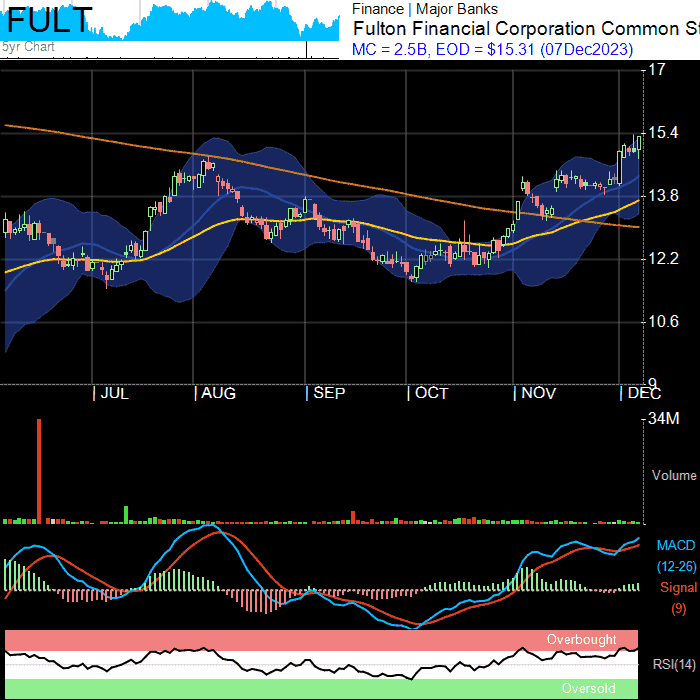 FULT
5yr Chart
Finance | Major Banks
Fulton Financial Corporation Common St
MC = 2.5B, EOD = $15.31 (07Dec2023)
17
15.4
13.8
12.2
10.6
9
JUL AUG SEP OCT NOV DEC
34M
Volume
MACD
(12-26)
Signal
(9)
Overbought
RSI(14)
Oversold